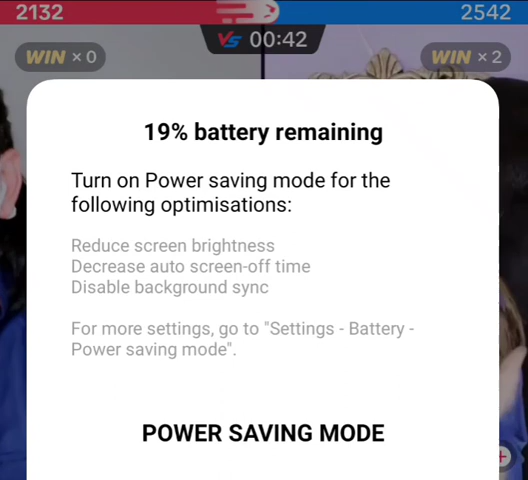 2132
2542
VS 00:42
WIN × 0
WIN × 2
19% battery remaining
Turn on Power saving mode for the
following optimisations:
Reduce screen brightness
Decrease auto screen-off time
Disable background sync
For more settings, go to "Settings - Battery -
Power saving mode".
POWER SAVING MODE